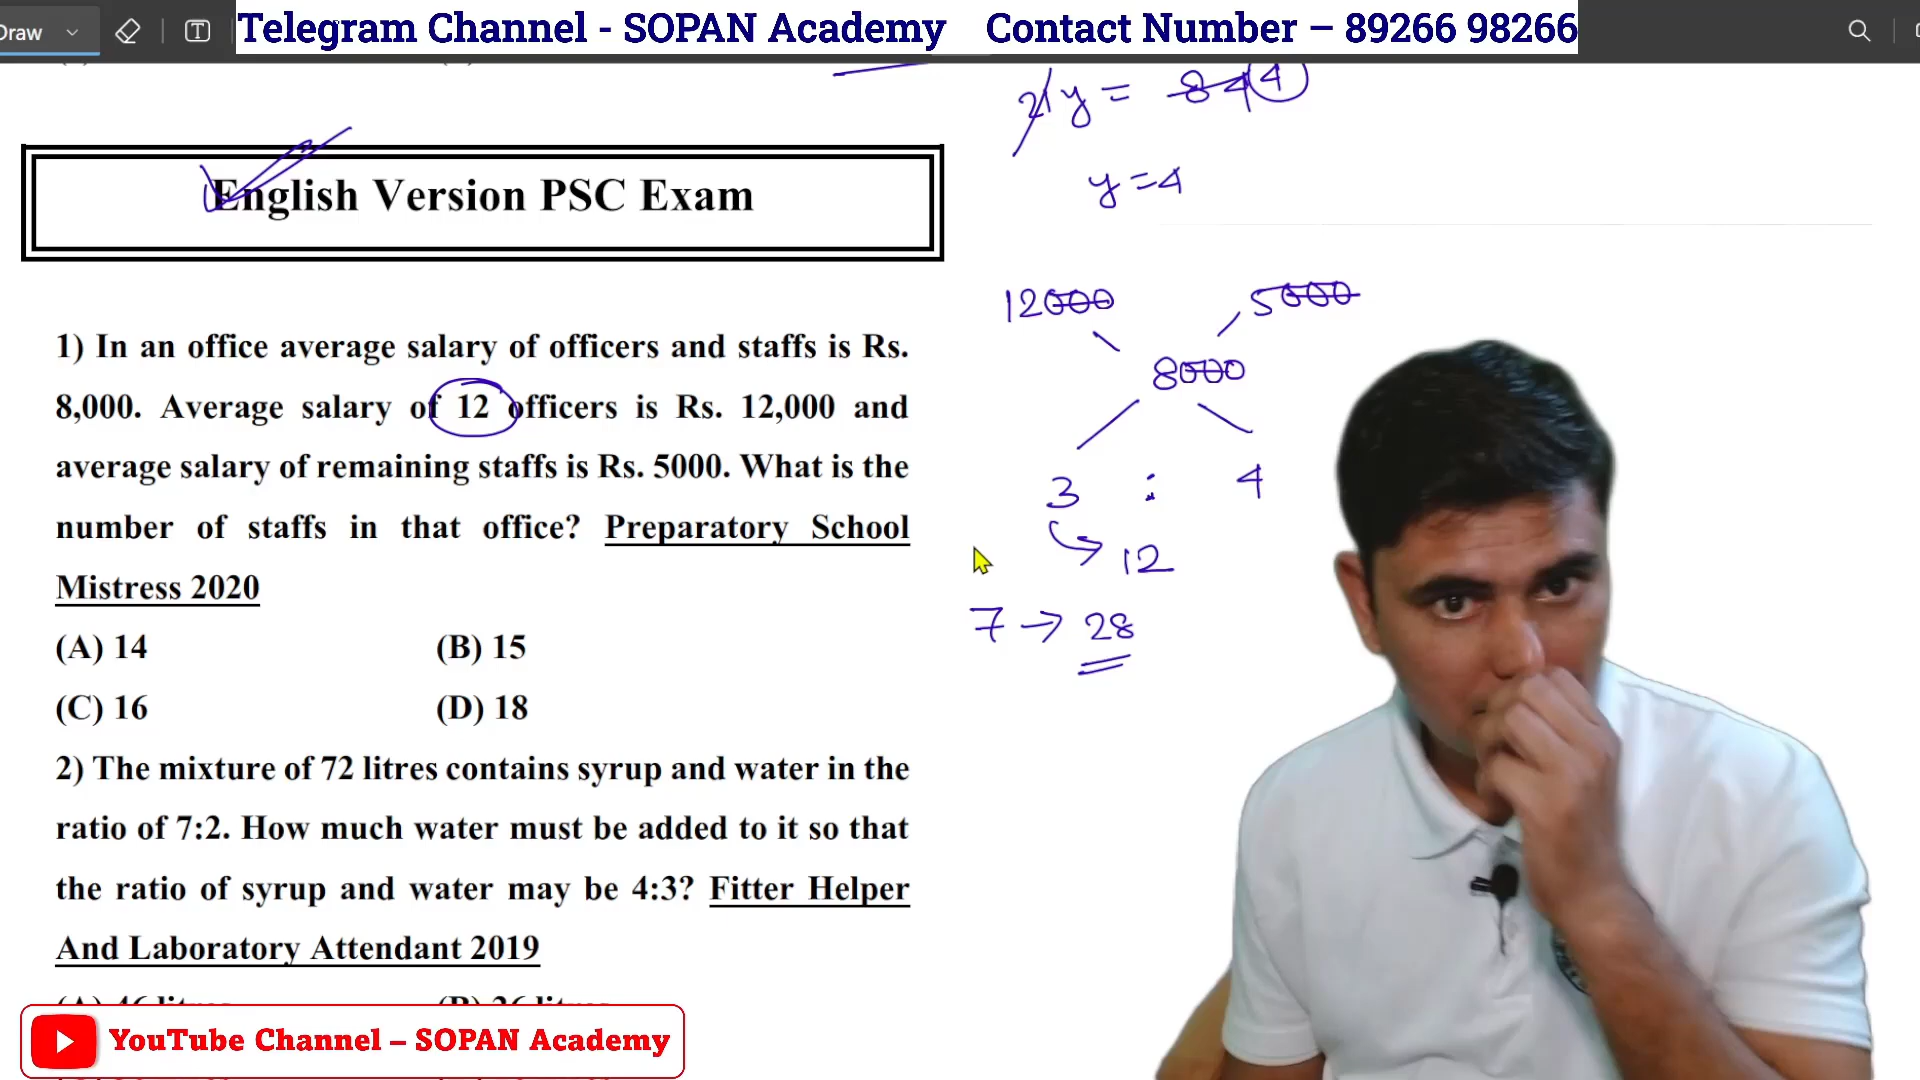 Draw
T
Telegram Channel - SOPAN Academy    Contact Number – 89266 98266
21y = 84 4
y = 4
English Version PSC Exam
12000 5000
8000
3 : 4
12
7 → 28
1) In an office average salary of officers and staffs is Rs.
8,000. Average salary of 12 officers is Rs. 12,000 and
average salary of remaining staffs is Rs. 5000. What is the
number of staffs in that office? Preparatory School
Mistress 2020
(A) 14 (B) 15
(C) 16 (D) 18
2) The mixture of 72 litres contains syrup and water in the
ratio of 7:2. How much water must be added to it so that
the ratio of syrup and water may be 4:3? Fitter Helper
And Laboratory Attendant 2019
YouTube Channel – SOPAN Academy